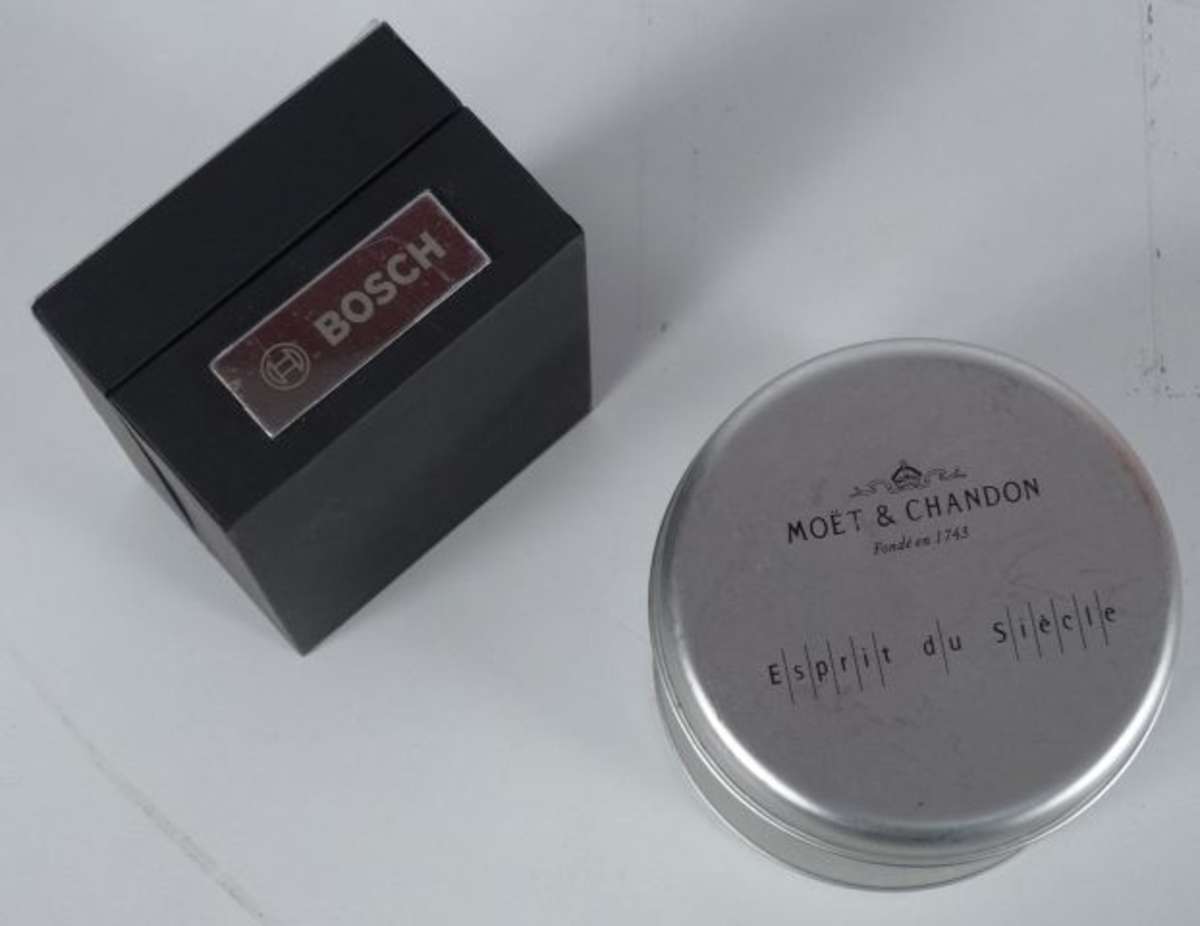 BOSCH
MOËT & CHANDON
Fondé en 1743
Esprit du Siècle